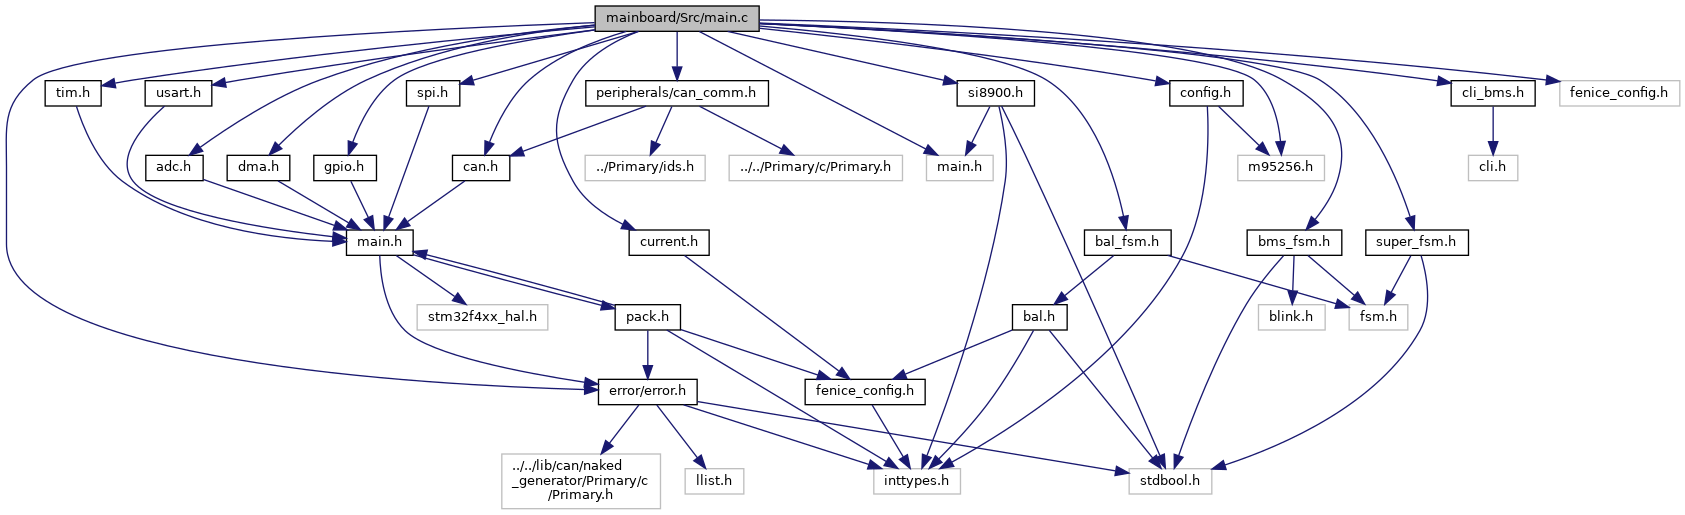 mainboard/Src/main.c
tim.h
usart.h
spi.h
peripherals/can_comm.h
si8900.h
config.h
cli_bms.h
fenice_config.h
adc.h
dma.h
gpio.h
can.h
../Primary/ids.h
../../Primary/c/Primary.h
main.h
m95256.h
cli.h
main.h
current.h
bal_fsm.h
bms_fsm.h
super_fsm.h
stm32f4xx_hal.h
pack.h
bal.h
blink.h
fsm.h
error/error.h
fenice_config.h
../../lib/can/naked
_generator/Primary/c
/Primary.h
llist.h
inttypes.h
stdbool.h